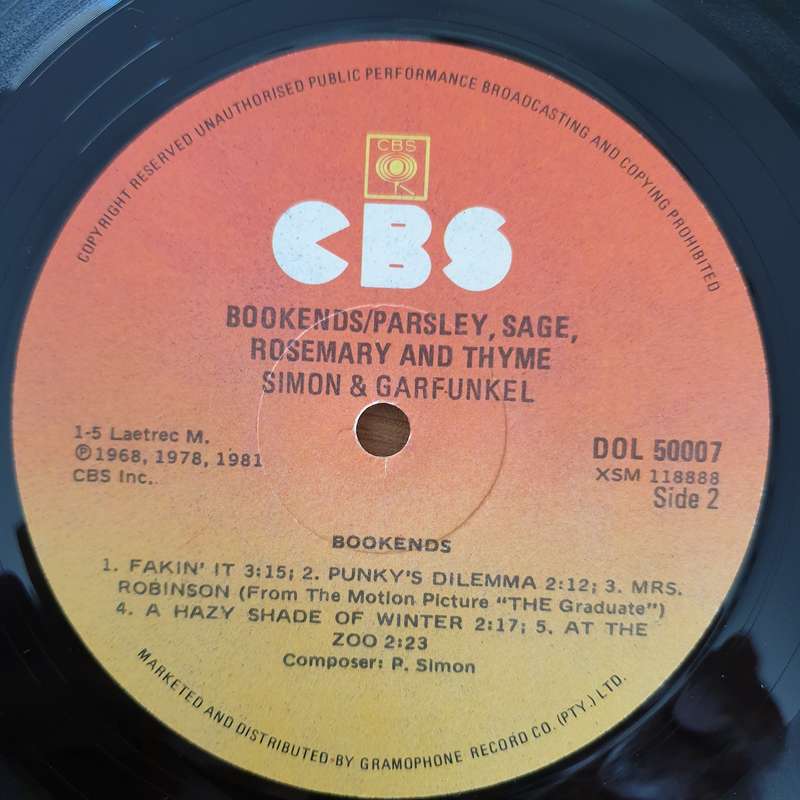 COPYRIGHT RESERVED UNAUTHORISED PUBLIC PERFORMANCE BROADCASTING AND COPYING PROHIBITED
CBS
CBS
BOOKENDS/PARSLEY, SAGE,
ROSEMARY AND THYME
SIMON & GARFUNKEL
1-5 Laetrec M.
℗1968, 1978, 1981
CBS Inc.
DOL 50007
XSM 118888
Side 2
BOOKENDS
1. FAKIN' IT 3:15; 2. PUNKY'S DILEMMA 2:12; 3. MRS.
ROBINSON (From The Motion Picture "THE Graduate")
4. A HAZY SHADE OF WINTER 2:17; 5. AT THE
ZOO 2:23
Composer: P. Simon
MARKETED AND DISTRIBUTED BY GRAMOPHONE RECORD CO. (PTY.) LTD.